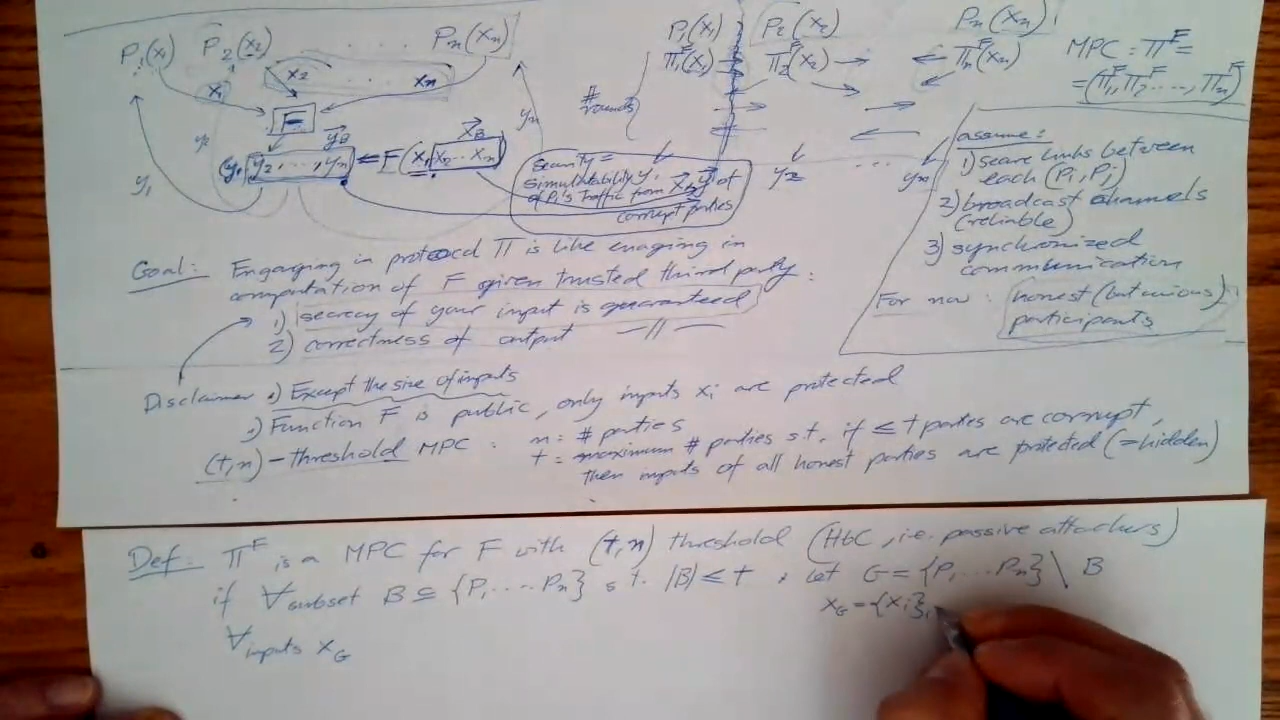 P₁(x₁) P₂(x₂) . . . . . Pₙ(xₙ)
x₁ x₂ . . . . xₙ
F
y₁ yₙ
y⃗_B x⃗_B
(y₁, y₂, ..., yₙ) = F(x₁ x₂ ... xₙ)
P₁(x₁) P₂(x₂) Pₙ(xₙ)
Π₁ᶠ(x₁) Π₂ᶠ(x₂) Πₙᶠ(xₙ)
MPC : Πᶠ =
= (Π₁ᶠ, Π₂ᶠ, ..., Πₙᶠ)
#
rounds
y₁ y₂ ... yₙ
Security =
simulatability
of Pᵢ's traffic from x⃗, y⃗ of
corrupt parties
assume :
1) secure links between
each (Pᵢ, Pⱼ)
2) broadcast channels
(reliable)
3) synchronized
communication
For now : honest (but curious)
participants
Goal : Engaging in protocol Π is like enaging in
computation of F given trusted third party :
1) secrecy of your input is guaranteed
2) correctness of output —//—
Disclaimer .) Except the size of inputs
.) Function F is public, only inputs xᵢ are protected
(t,n) - threshold MPC : n = # parties
t = maximum # parties s.t. if ≤ t parties are corrupt,
then inputs of all honest parties are protected (= hidden)
Def : Πᶠ is a MPC for F with (t,n) threshold (HbC, i.e. passive attackers)
if ∀ subset B ⊆ {P₁ .... Pₙ} s.t. |B| ≤ t , let G = {P₁ ... Pₙ} \ B
x_G = {xᵢ}ᵢ
∀ inputs x_G